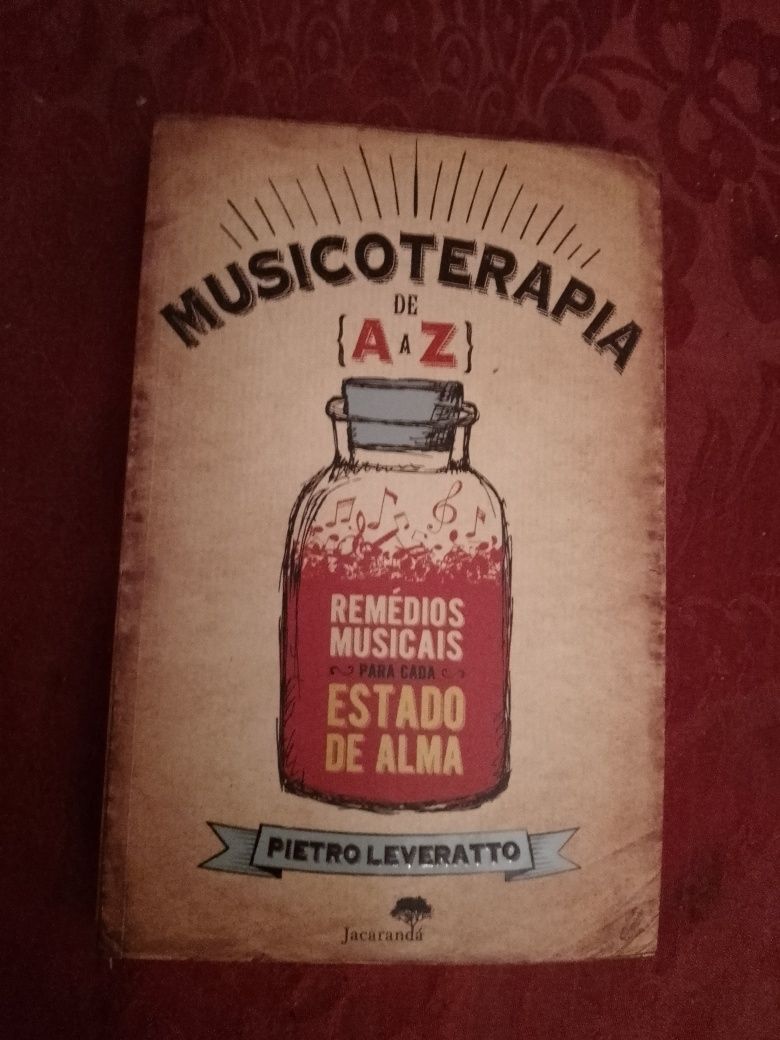 MUSICOTERAPIA
DE
{A A Z}
REMÉDIOS
MUSICAIS
PARA CADA
ESTADO
DE ALMA
PIETRO LEVERATTO
Jacarandá